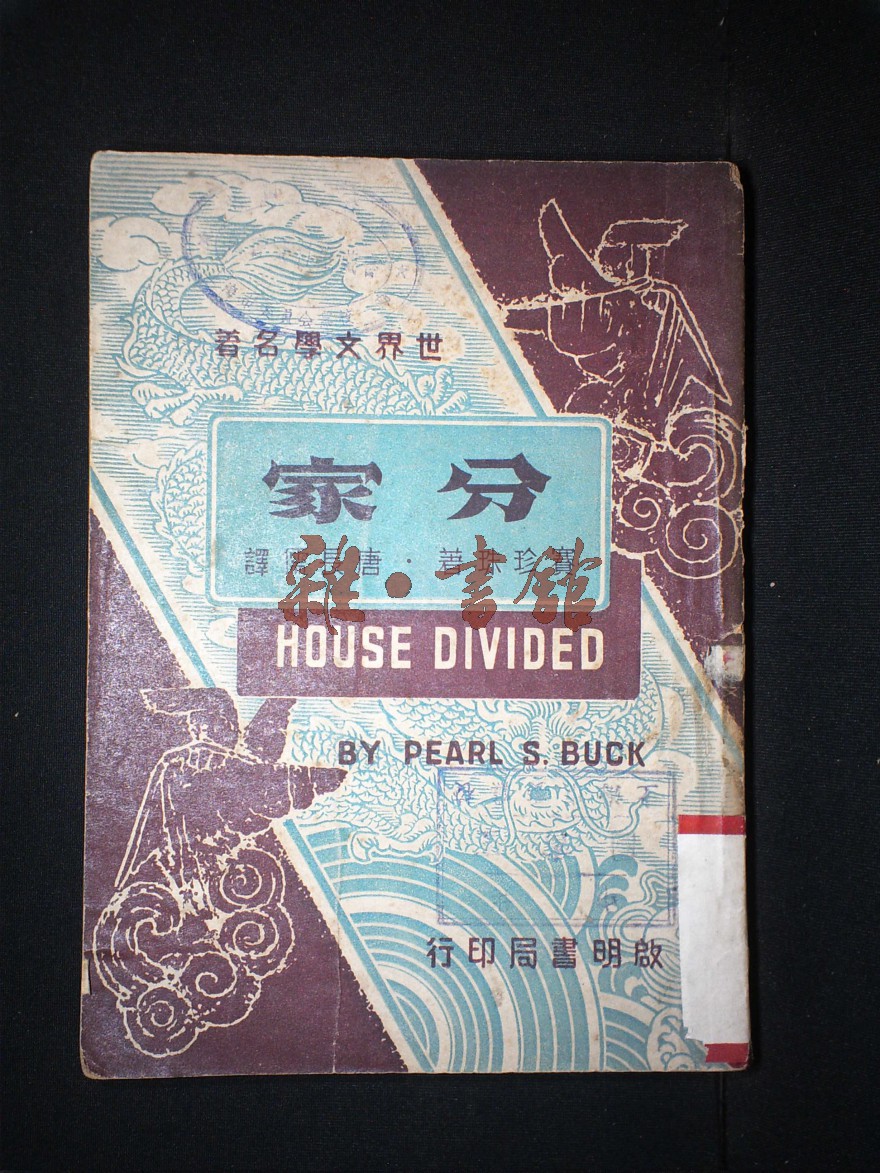 世界文學名著
分家
賽珍珠著·唐長儒譯
雜·書館
HOUSE DIVIDED
BY PEARL S. BUCK
啟明書局印行